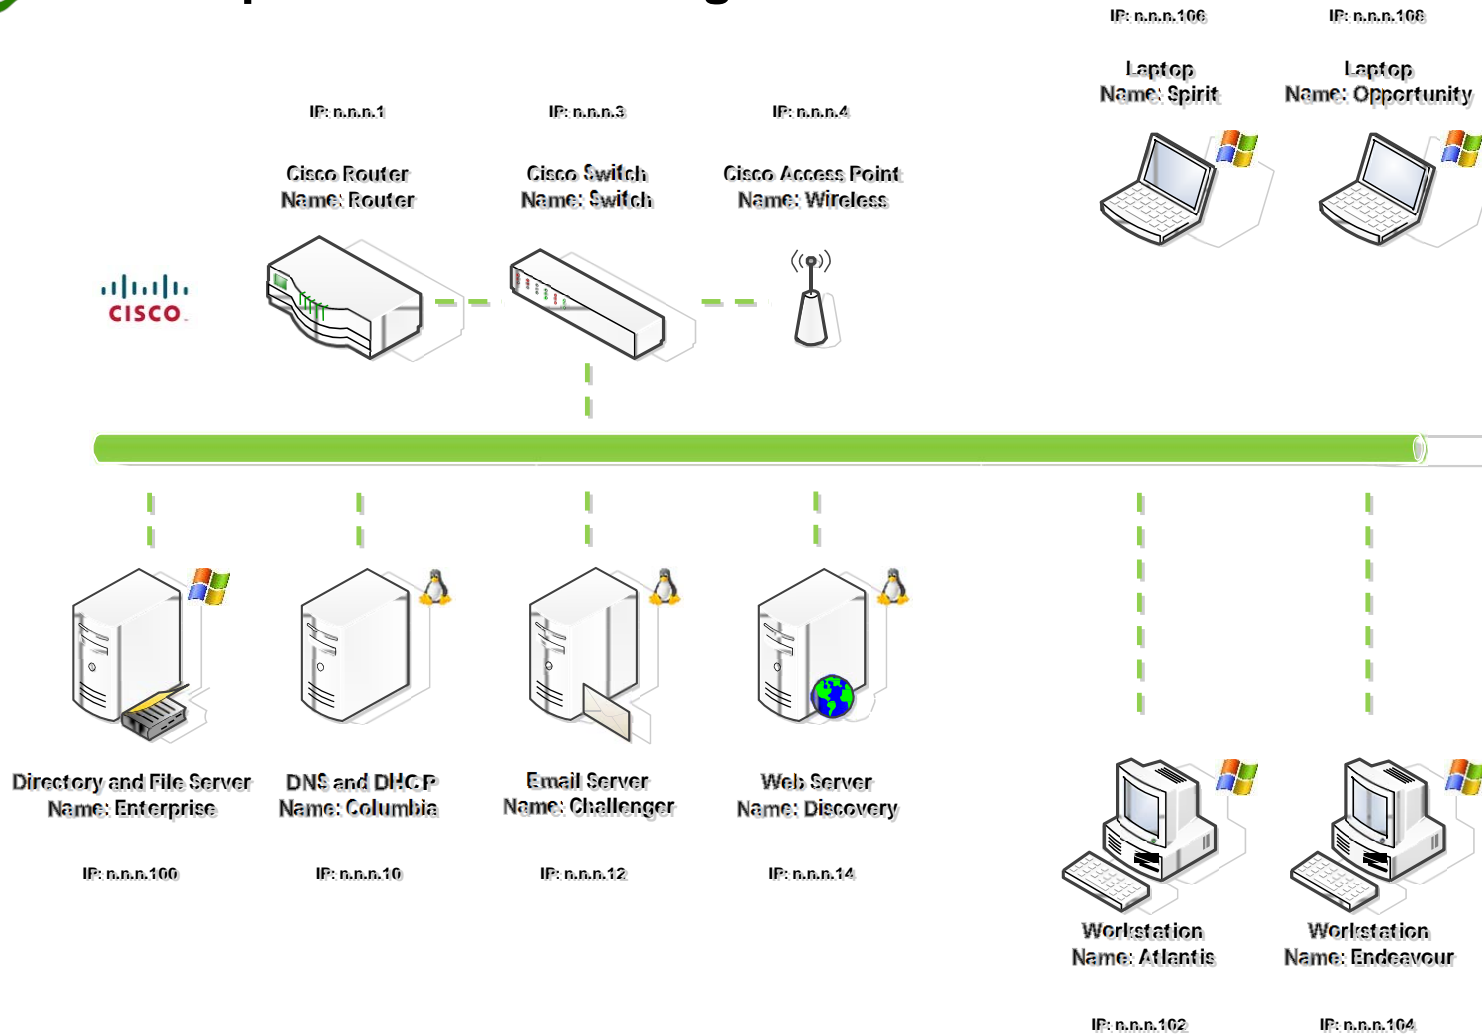 IP: n.n.n.106
IP: n.n.n.108
Laptop
Name: Spirit
Laptop
Name: Opportunity
IP: n.n.n.1
IP: n.n.n.3
IP: n.n.n.4
Cisco Router
Name: Router
Cisco Switch
Name: Switch
Cisco Access Point
Name: Wireless
CISCO
Directory and File Server
Name: Enterprise
DNS and DHCP
Name: Columbia
Email Server
Name: Challenger
Web Server
Name: Discovery
IP: n.n.n.100
IP: n.n.n.10
IP: n.n.n.12
IP: n.n.n.14
Workstation
Name: Atlantis
Workstation
Name: Endeavour
IP: n.n.n.102
IP: n.n.n.104